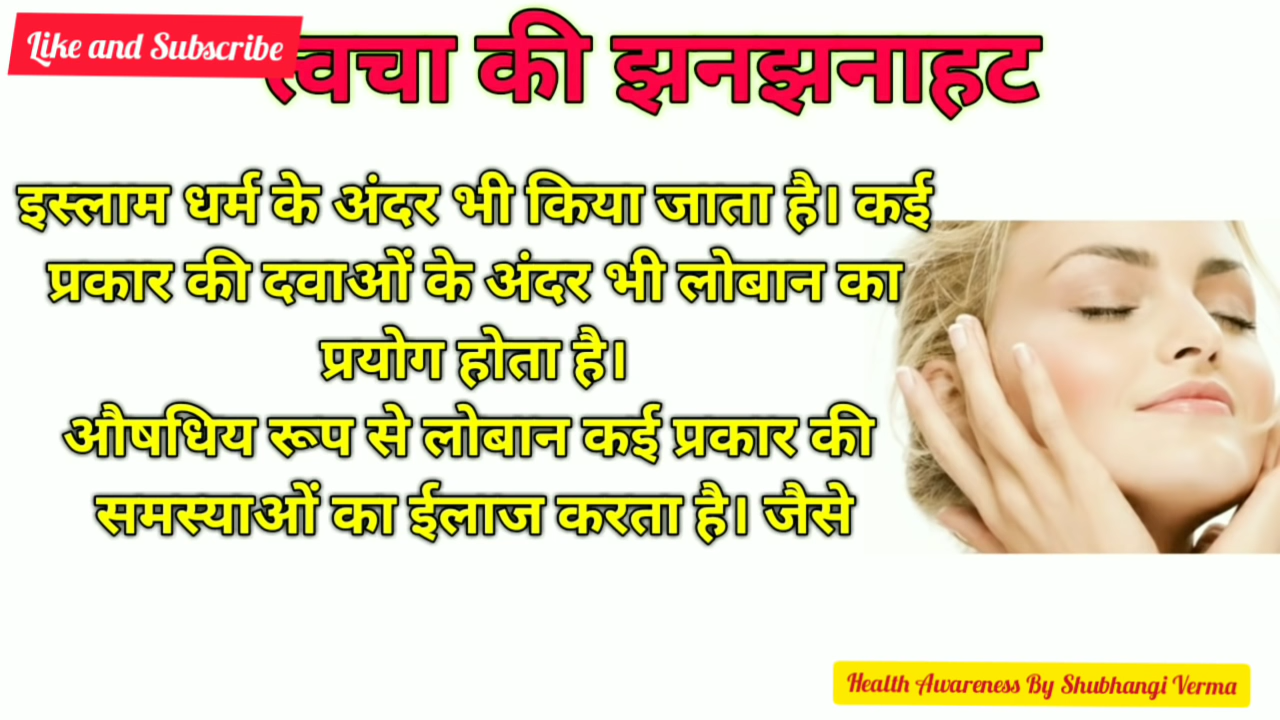 Like and Subscribe
की झनझनाहट
इस्लाम धर्म के अंदर भी किया जाता है। कई
प्रकार की दवाओं के अंदर भी लोबान का
प्रयोग होता है।
औषधिय रूप से लोबान कई प्रकार की
समस्याओं का ईलाज करता है। जैसे
Health Awareness By Shubhangi Verma